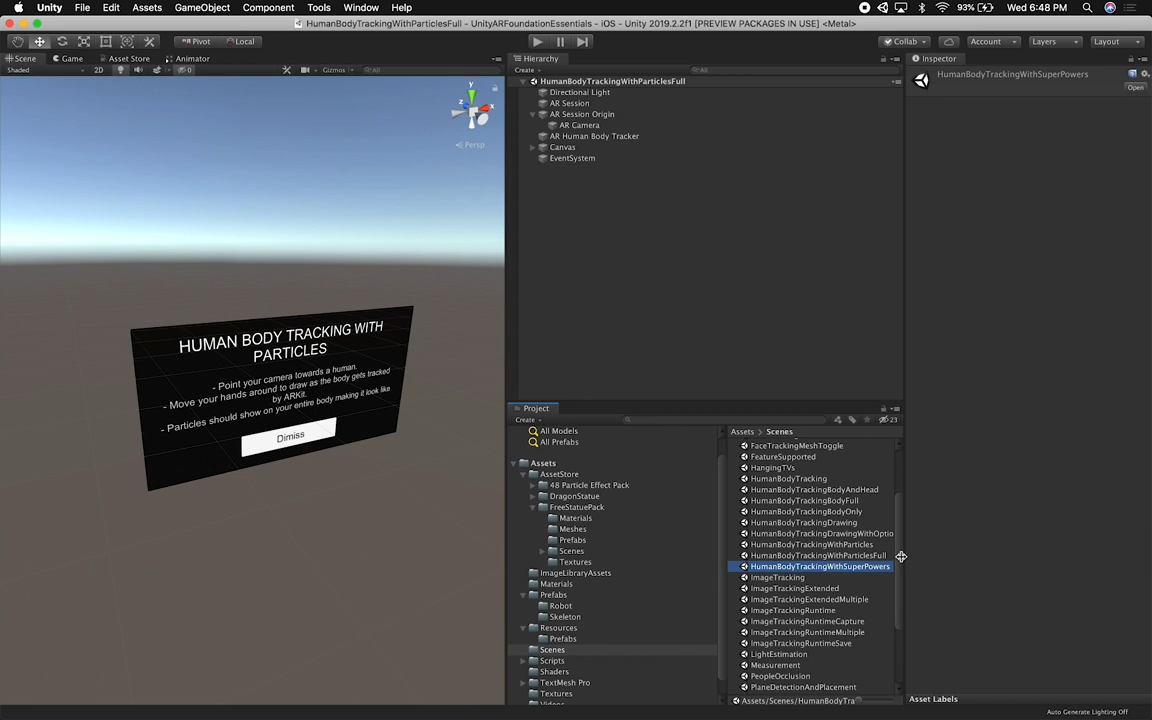 Unity File Edit Assets GameObject Component Tools Window Help 93% Wed 6:48 PM
HumanBodyTrackingWithParticlesFull - UnityARFoundationEssentials - iOS - Unity 2019.2.2f1 [PREVIEW PACKAGES IN USE] <Metal>
Pivot Local Collab Account Layers Layout
Scene Game Asset Store Animator
Shaded 2D 0 Gizmos All
y
z x
Persp
HUMAN BODY TRACKING WITH
PARTICLES
- Point your camera towards a human.
- Move your hands around to draw as the body gets tracked
by ARKit.
- Particles should show on your entire body making it look like
Dimiss
Hierarchy
Create All
HumanBodyTrackingWithParticlesFull
Directional Light
AR Session
AR Session Origin
AR Camera
AR Human Body Tracker
Canvas
EventSystem
Project
Create 23
All Models
All Prefabs
Assets
AssetStore
48 Particle Effect Pack
DragonStatue
FreeStatuePack
Materials
Meshes
Prefabs
Scenes
Textures
ImageLibraryAssets
Materials
Prefabs
Robot
Skeleton
Resources
Prefabs
Scenes
Scripts
Shaders
TextMesh Pro
Textures
Assets > Scenes
FaceTrackingMeshToggle
FeatureSupported
HangingTVs
HumanBodyTracking
HumanBodyTrackingBodyAndHead
HumanBodyTrackingBodyFull
HumanBodyTrackingBodyOnly
HumanBodyTrackingDrawing
HumanBodyTrackingDrawingWithOptio
HumanBodyTrackingWithParticles
HumanBodyTrackingWithParticlesFull
HumanBodyTrackingWithSuperPowers
ImageTracking
ImageTrackingExtended
ImageTrackingExtendedMultiple
ImageTrackingRuntime
ImageTrackingRuntimeCapture
ImageTrackingRuntimeMultiple
ImageTrackingRuntimeSave
LightEstimation
Measurement
PeopleOcclusion
PlaneDetectionAndPlacement
Assets/Scenes/HumanBodyTra
Inspector
HumanBodyTrackingWithSuperPowers
Open
Asset Labels
Auto Generate Lighting Off